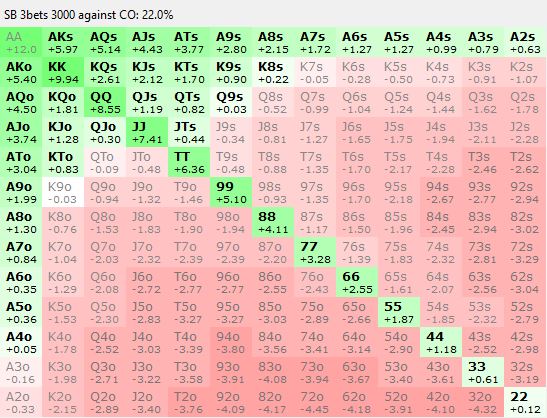 SB 3bets 3000 against CO: 22.0%
AA AKs AQs AJs ATs A9s A8s A7s A6s A5s A4s A3s A2s
+12.0 +5.97 +5.14 +4.43 +3.77 +2.80 +2.15 +1.72 +1.27 +1.27 +0.99 +0.79 +0.63
AKo KK KQs KJs KTs K9s K8s K7s K6s K5s K4s K3s K2s
+5.40 +9.94 +2.61 +2.12 +1.70 +0.90 +0.22 -0.05 -0.28 -0.50 -0.73 -0.91 -1.07
AQo KQo QQ QJs QTs Q9s Q8s Q7s Q6s Q5s Q4s Q3s Q2s
+4.50 +1.81 +8.55 +1.19 +0.82 +0.03 -0.52 -0.99 -1.04 -1.24 -1.44 -1.62 -1.78
AJo KJo QJo JJ JTs J9s J8s J7s J6s J5s J4s J3s J2s
+3.74 +1.28 +0.30 +7.41 +0.44 -0.34 -0.81 -1.27 -1.65 -1.75 -1.94 -2.11 -2.28
ATo KTo QTo JTo TT T9s T8s T7s T6s T5s T4s T3s T2s
+3.04 +0.83 -0.09 -0.48 +6.36 -0.48 -0.88 -1.35 -1.75 -2.17 -2.28 -2.46 -2.62
A9o K9o Q9o J9o T9o 99 98s 97s 96s 95s 94s 93s 92s
+1.99 -0.03 -0.94 -1.32 -1.46 +5.10 -0.93 -1.35 -1.70 -2.18 -2.67 -2.77 -2.94
A8o K8o Q8o J8o T8o 98o 88 87s 86s 85s 84s 83s 82s
+1.30 -0.76 -1.53 -1.83 -1.90 -1.94 +4.11 -1.17 -1.50 -1.96 -2.45 -2.94 -3.02
A7o K7o Q7o J7o T7o 97o 87o 77 76s 75s 74s 73s 72s
+0.84 -1.04 -2.03 -2.32 -2.39 -2.39 -2.20 +3.28 -1.39 -1.83 -2.32 -2.81 -3.29
A6o K6o Q6o J6o T6o 96o 86o 76o 66 65s 64s 63s 62s
+0.35 -1.29 -2.08 -2.72 -2.77 -2.77 -2.55 -2.43 +2.55 -1.61 -2.07 -2.56 -3.04
A5o K5o Q5o J5o T5o 95o 85o 75o 65o 55 54s 53s 52s
+0.36 -1.53 -2.30 -2.83 -3.27 -3.27 -3.03 -2.89 -2.66 +1.87 -1.85 -2.32 -2.79
A4o K4o Q4o J4o T4o 94o 84o 74o 64o 54o 44 43s 42s
+0.05 -1.78 -2.52 -3.03 -3.39 -3.80 -3.56 -3.41 -3.14 -2.90 +1.18 -2.52 -2.98
A3o K3o Q3o J3o T3o 93o 83o 73o 63o 53o 43o 33 32s
-0.16 -1.98 -2.71 -3.22 -3.58 -3.91 -4.08 -3.94 -3.67 -3.40 -3.61 +0.61 -3.19
A2o K2o Q2o J2o T2o 92o 82o 72o 62o 52o 42o 32o 22
-0.33 -2.15 -2.89 -3.40 -3.76 -4.09 -4.17 -4.45 -4.18 -3.91 -4.10 -4.32 +0.12